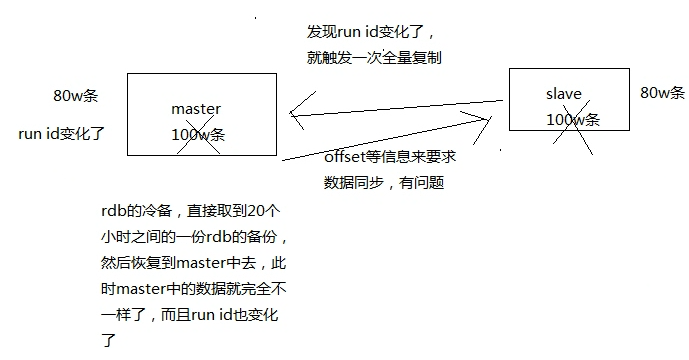 发现run id变化了，
就触发一次全量复制
80w条
master
slave
80w条
run id变化了
100w条
100w条
offset等信息来要求
数据同步，有问题
rdb的冷备，直接取到20个
小时之间的一份rdb的备份，
然后恢复到master中去，此
时master中的数据就完全不
一样了，而且run id也变化
了